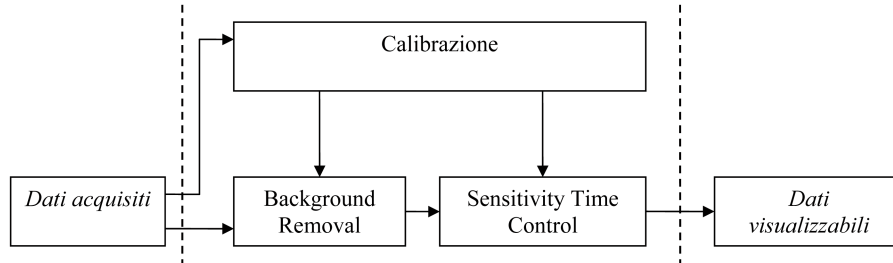 Calibrazione
Dati acquisiti
Background
Removal
Sensitivity Time
Control
Dati
visualizzabili